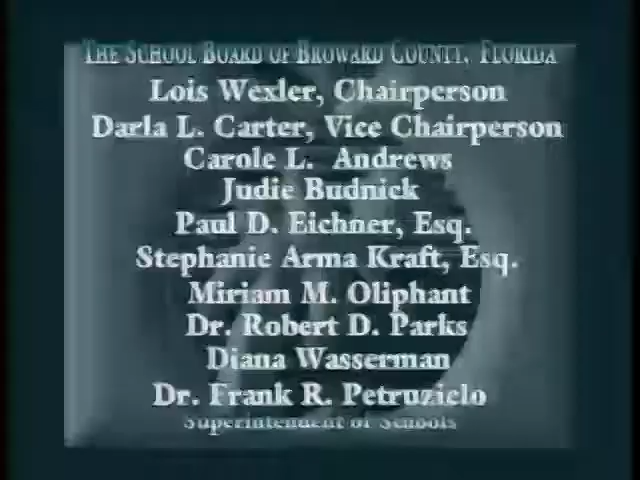 THE SCHOOL BOARD OF BROWARD COUNTY, FLORIDA
Lois Wexler, Chairperson
Darla L. Carter, Vice Chairperson
Carole L. Andrews
Judie Budnick
Paul D. Eichner, Esq.
Stephanie Arma Kraft, Esq.
Miriam M. Oliphant
Dr. Robert D. Parks
Diana Wasserman
Dr. Frank R. Petruzielo
Superintendent of Schools